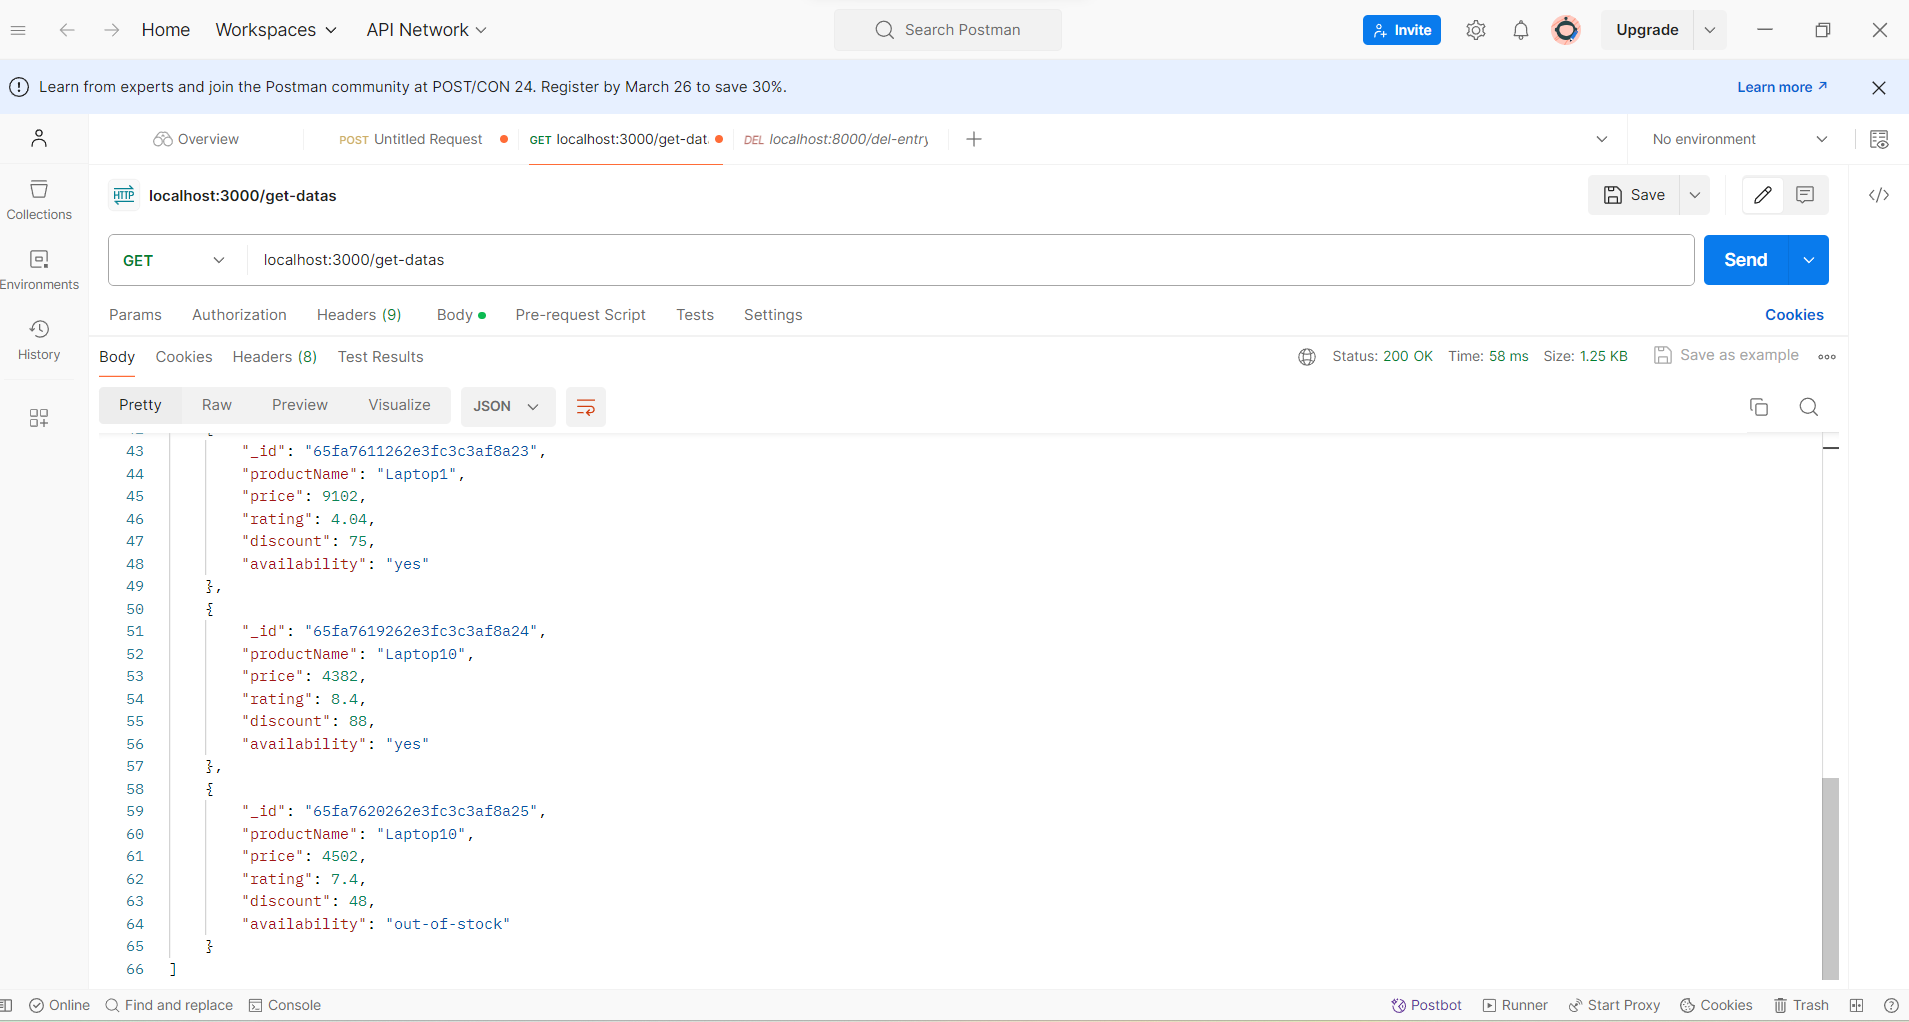 Home Workspaces API Network Search Postman Invite Upgrade
Learn from experts and join the Postman community at POST/CON 24. Register by March 26 to save 30%. Learn more ↗
Overview POST Untitled Request GET localhost:3000/get-dat. DEL localhost:8000/del-entry No environment
HTTP localhost:3000/get-datas Save
Collections
GET localhost:3000/get-datas Send
Environments
Params Authorization Headers (9) Body Pre-request Script Tests Settings Cookies
History
Body Cookies Headers (8) Test Results Status: 200 OK Time: 58 ms Size: 1.25 KB Save as example
Pretty Raw Preview Visualize JSON
43 "_id": "65fa7611262e3fc3c3af8a23",
44 "productName": "Laptop1",
45 "price": 9102,
46 "rating": 4.04,
47 "discount": 75,
48 "availability": "yes"
49 },
50 {
51 "_id": "65fa7619262e3fc3c3af8a24",
52 "productName": "Laptop10",
53 "price": 4382,
54 "rating": 8.4,
55 "discount": 88,
56 "availability": "yes"
57 },
58 {
59 "_id": "65fa7620262e3fc3c3af8a25",
60 "productName": "Laptop10",
61 "price": 4502,
62 "rating": 7.4,
63 "discount": 48,
64 "availability": "out-of-stock"
65 }
66 ]
Online Find and replace Console Postbot Runner Start Proxy Cookies Trash